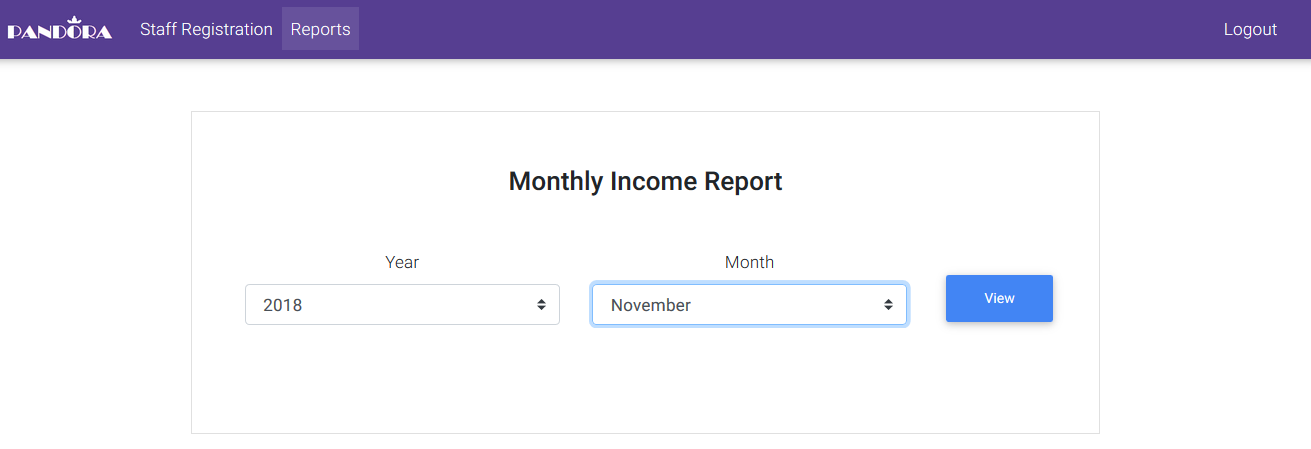 PANDORA Staff Registration Reports Logout
Monthly Income Report
Year Month
2018 November View